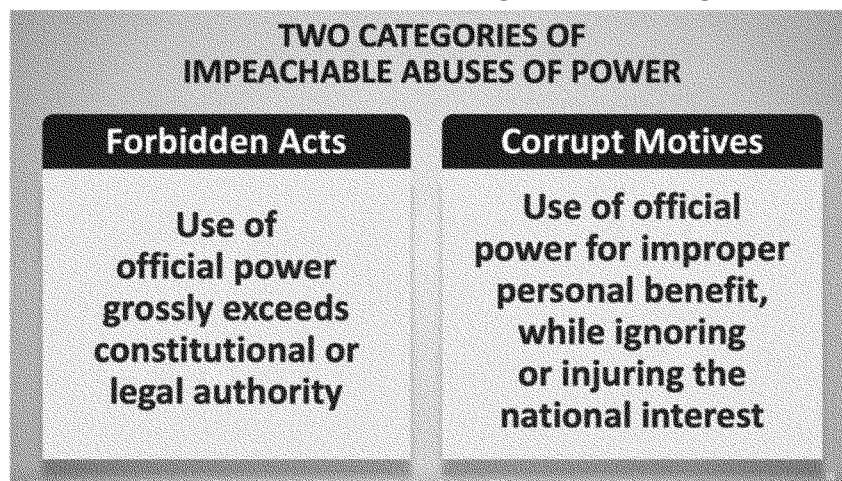 TWO CATEGORIES OF
IMPEACHABLE ABUSES OF POWER
Forbidden Acts
Use of
official power
grossly exceeds
constitutional or
legal authority
Corrupt Motives
Use of official
power for improper
personal benefit,
while ignoring
or injuring the
national interest